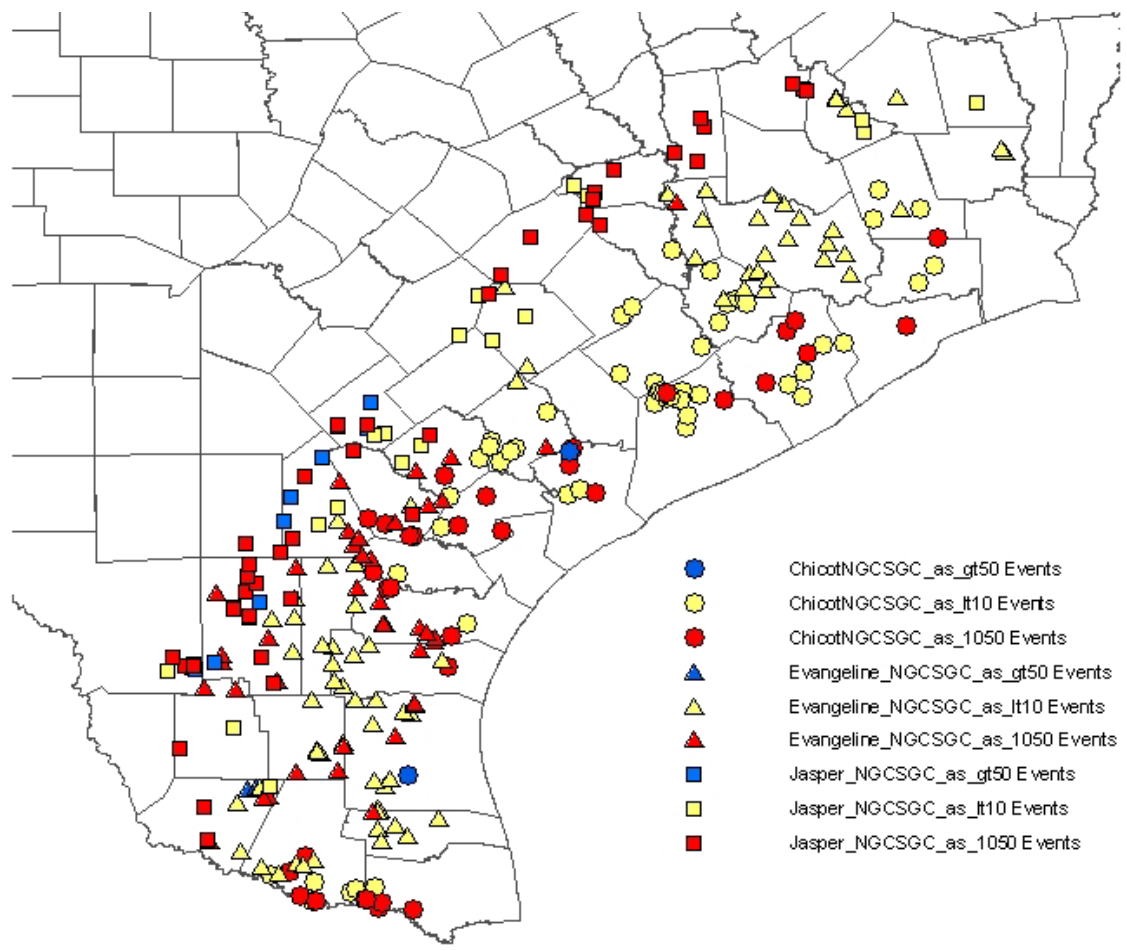 ChicotNGCSGC_as_gt50 Events
ChicotNGCSGC_as_lt10 Events
ChicotNGCSGC_as_1050 Events
Evangeline_NGCSGC_as_gt50 Events
Evangeline_NGCSGC_as_lt10 Events
Evangeline_NGCSGC_as_1050 Events
Jasper_NGCSGC_as_gt50 Events
Jasper_NGCSGC_as_lt10 Events
Jasper_NGCSGC_as_1050 Events